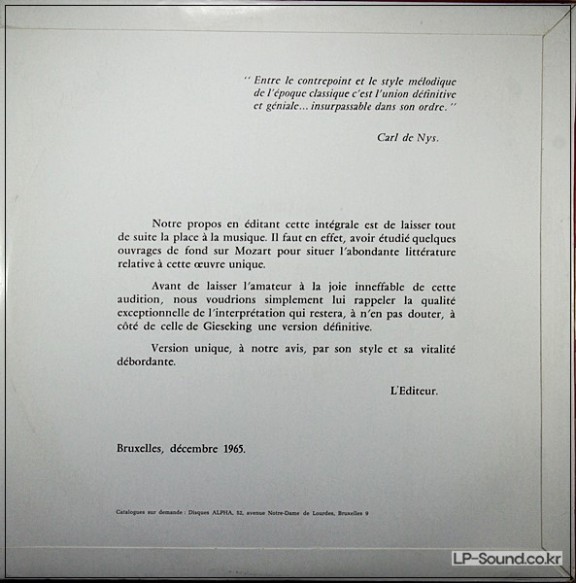 “ Entre le contrepoint et le style mélodique
de l'époque classique c'est l'union définitive
et géniale... insurpassable dans son ordre. ”
Carl de Nys.
Notre propos en éditant cette intégrale est de laisser tout
de suite la place à la musique. Il faut en effet, avoir étudié quelques
ouvrages de fond sur Mozart pour situer l'abondante littérature
relative à cette œuvre unique.
Avant de laisser l'amateur à la joie inneffable de cette
audition, nous voudrions simplement lui rappeler la qualité
exceptionnelle de l'interprétation qui restera, à n'en pas douter, à
côté de celle de Gieseking une version définitive.
Version unique, à notre avis, par son style et sa vitalité
débordante.
L'Editeur.
Bruxelles, décembre 1965.
Catalogues sur demande : Disques ALPHA, 52, avenue Notre-Dame de Lourdes, Bruxelles 9
LP-Sound.co.kr